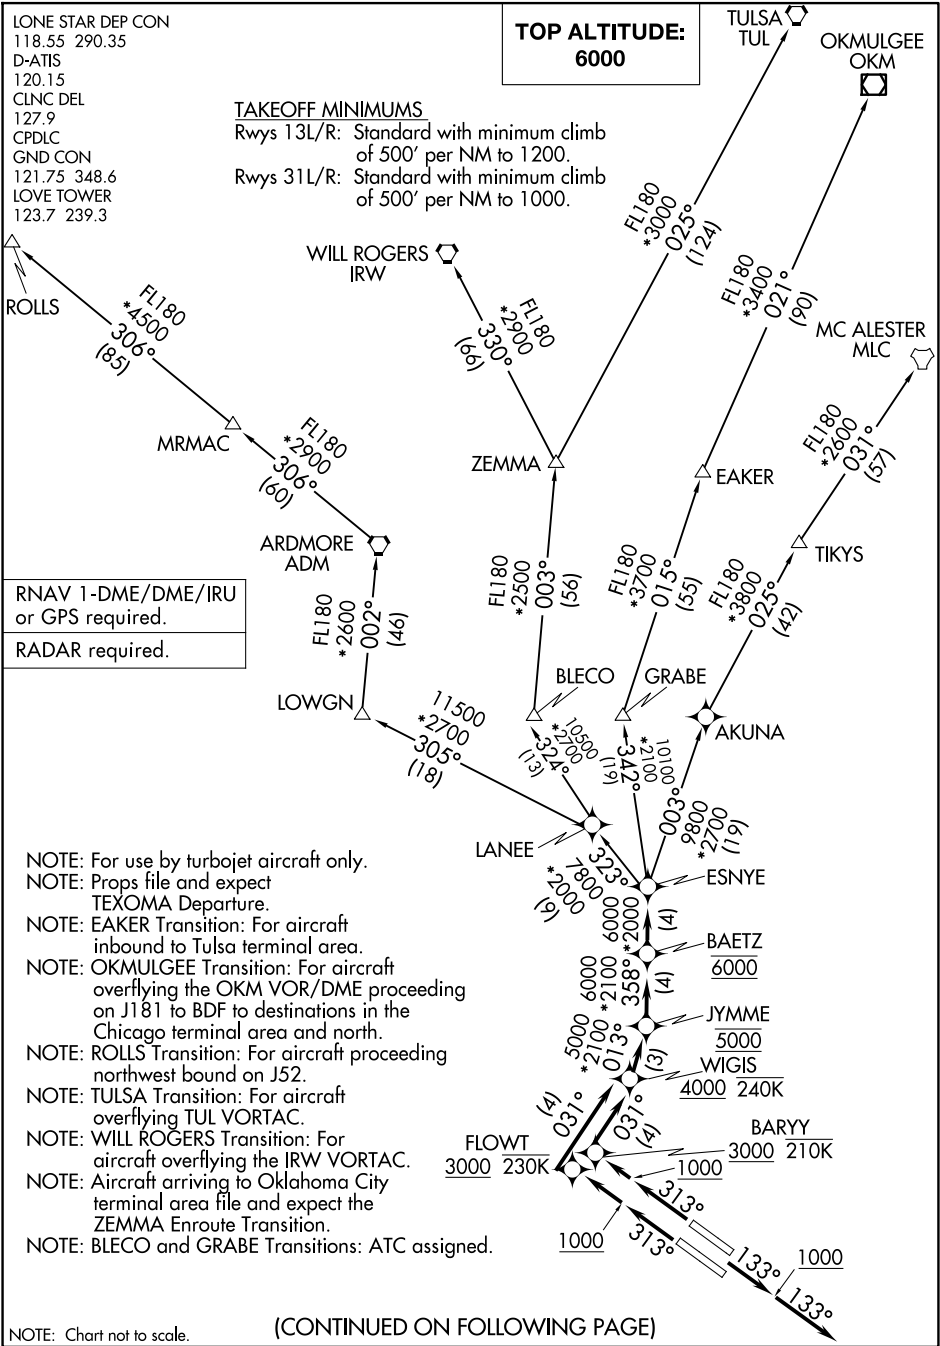 LONE STAR DEP CON
118.55 290.35
D-ATIS
120.15
CLNC DEL
127.9
CPDLC
GND CON
121.75 348.6
LOVE TOWER
123.7 239.3
TOP ALTITUDE:
6000
TAKEOFF MINIMUMS
Rwys 13L/R: Standard with minimum climb
of 500' per NM to 1200.
Rwys 31L/R: Standard with minimum climb
of 500' per NM to 1000.
TULSA
TUL
OKMULGEE
OKM
FL180
*3000
025°
(124)
FL180
*3400
021°
(90)
WILL ROGERS
IRW
FL180
*2900
330°
(66)
ROLLS
FL180
*4500
306°
(85)
MC ALESTER
MLC
FL180
*2600
031°
(57)
MRMAC
FL180
*2900
306°
(60)
ZEMMA
EAKER
TIKYS
ARDMORE
ADM
FL180
*2500
003°
(56)
FL180
*3700
015°
(55)
FL180
*3800
025°
(42)
RNAV 1-DME/DME/IRU
or GPS required.
RADAR required.
FL180
*2600
002°
(46)
LOWGN
BLECO
GRABE
AKUNA
11500
*2700
305°
(18)
10500
*2700
324°
(13)
10100
*2100
342°
(19)
003°
9800
*2700
(19)
LANEE
323°
7800
*2000
(9)
ESNYE
6000
*2000
(4)
BAETZ
6000
6000
*2100
358°
(4)
JYMME
5000
5000
*2100
013°
(3)
WIGIS
4000 240K
(4)
031°
031°
(4)
FLOWT
3000 230K
BARYY
3000 210K
1000
313°
1000
313°
133°
1000
133°
NOTE: For use by turbojet aircraft only.
NOTE: Props file and expect
TEXOMA Departure.
NOTE: EAKER Transition: For aircraft
inbound to Tulsa terminal area.
NOTE: OKMULGEE Transition: For aircraft
overflying the OKM VOR/DME proceeding
on J181 to BDF to destinations in the
Chicago terminal area and north.
NOTE: ROLLS Transition: For aircraft proceeding
northwest bound on J52.
NOTE: TULSA Transition: For aircraft
overflying TUL VORTAC.
NOTE: WILL ROGERS Transition: For
aircraft overflying the IRW VORTAC.
NOTE: Aircraft arriving to Oklahoma City
terminal area file and expect the
ZEMMA Enroute Transition.
NOTE: BLECO and GRABE Transitions: ATC assigned.
NOTE: Chart not to scale.
(CONTINUED ON FOLLOWING PAGE)